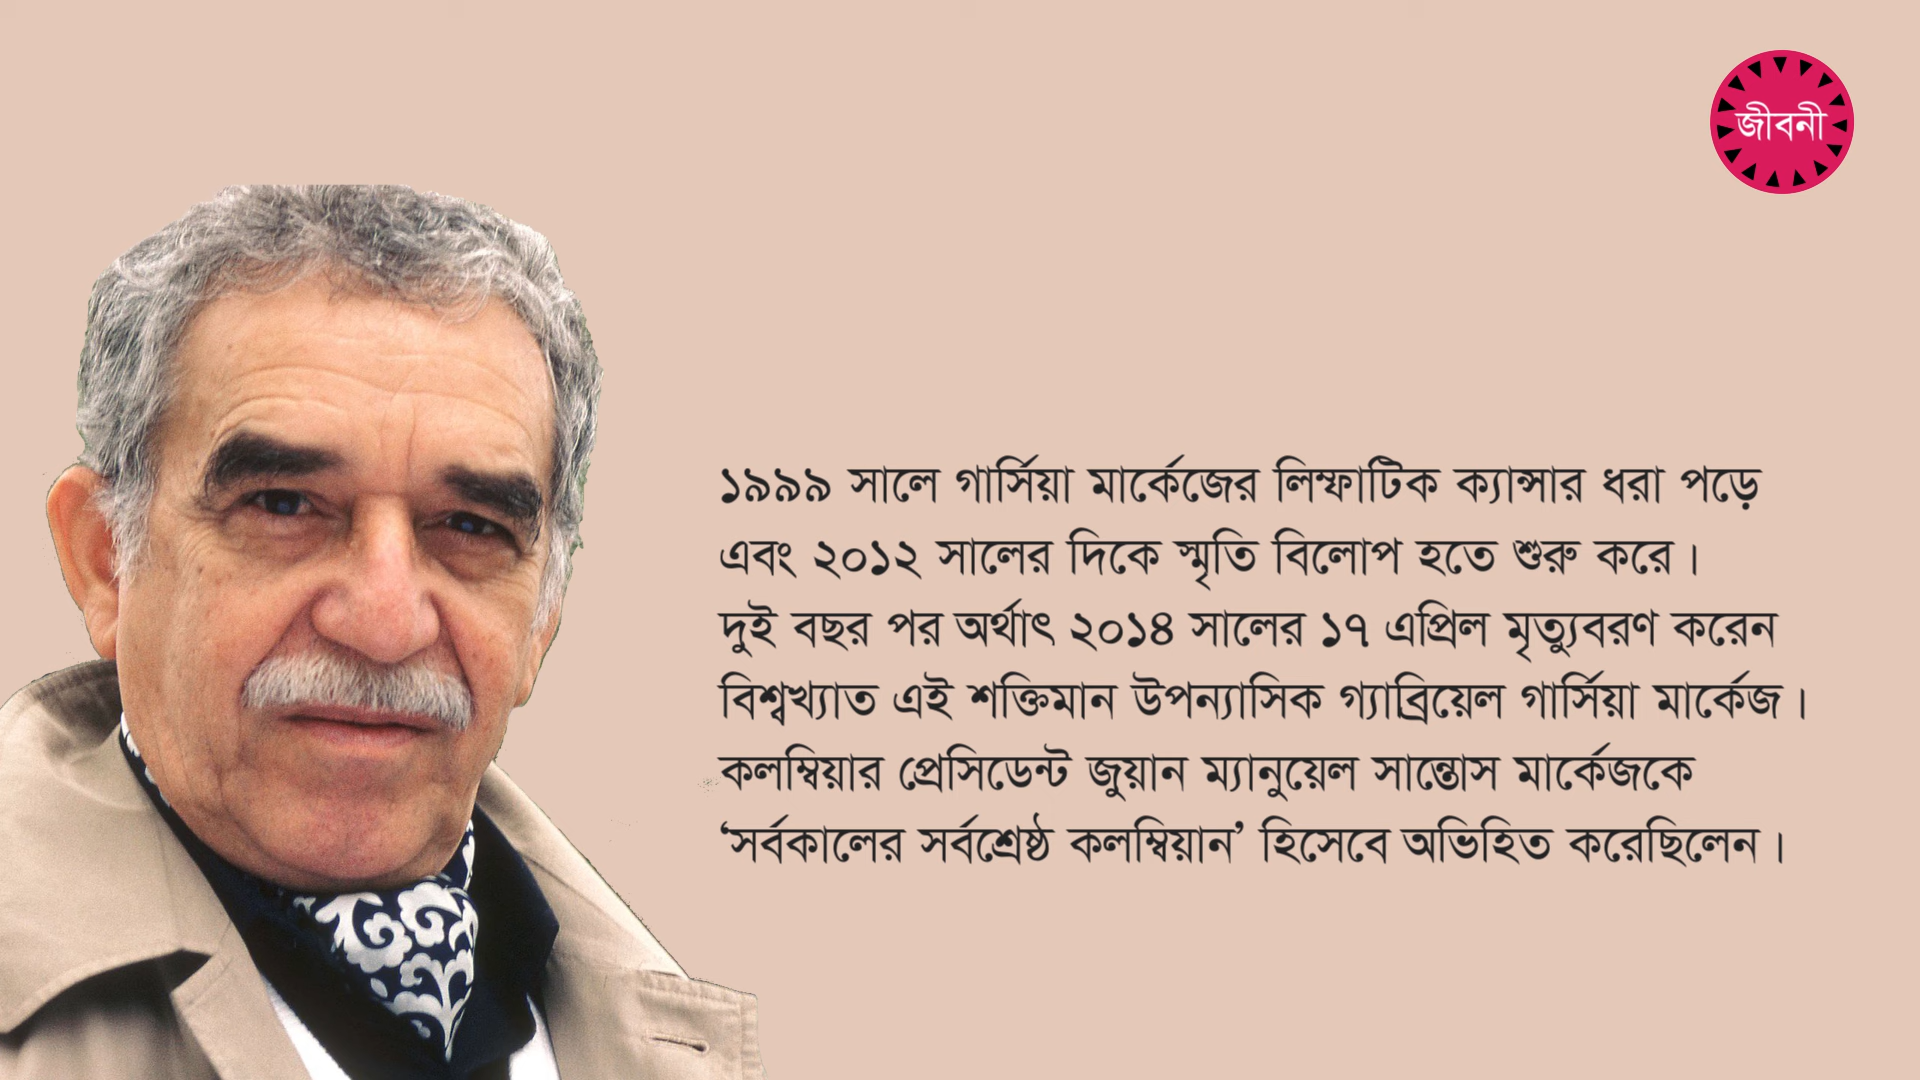 জীবনী
১৯৯৯ সালে গার্সিয়া মার্কেজের লিম্ফাটিক ক্যান্সার ধরা পড়ে
এবং ২০১২ সালের দিকে স্মৃতি বিলোপ হতে শুরু করে।
দুই বছর পর অর্থাৎ ২০১৪ সালের ১৭ এপ্রিল মৃত্যুবরণ করেন
বিশ্বখ্যাত এই শক্তিমান উপন্যাসিক গ্যাব্রিয়েল গার্সিয়া মার্কেজ।
কলম্বিয়ার প্রেসিডেন্ট জুয়ান ম্যানুয়েল সান্তোস মার্কেজকে
‘সর্বকালের সর্বশ্রেষ্ঠ কলম্বিয়ান’ হিসেবে অভিহিত করেছিলেন।